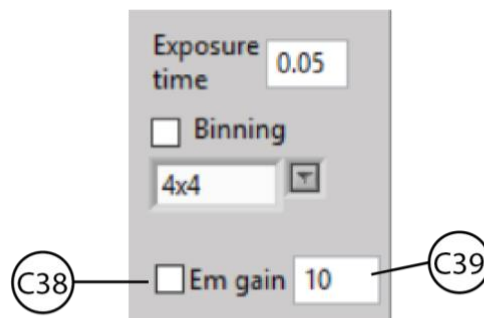 Exposure
time 0.05
Binning
4x4
C38 Em gain 10 C39